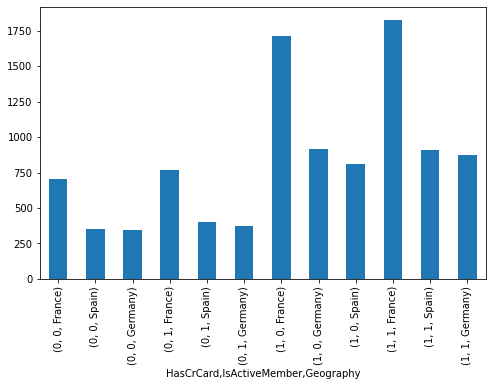 1750
1500
1250
1000
750
500
250
0
(0, 0, France)
(0, 0, Spain)
(0, 0, Germany)
(0, 1, France)
(0, 1, Spain)
(0, 1, Germany)
(1, 0, France)
(1, 0, Germany)
(1, 0, Spain)
(1, 1, France)
(1, 1, Spain)
(1, 1, Germany)
HasCrCard,IsActiveMember,Geography